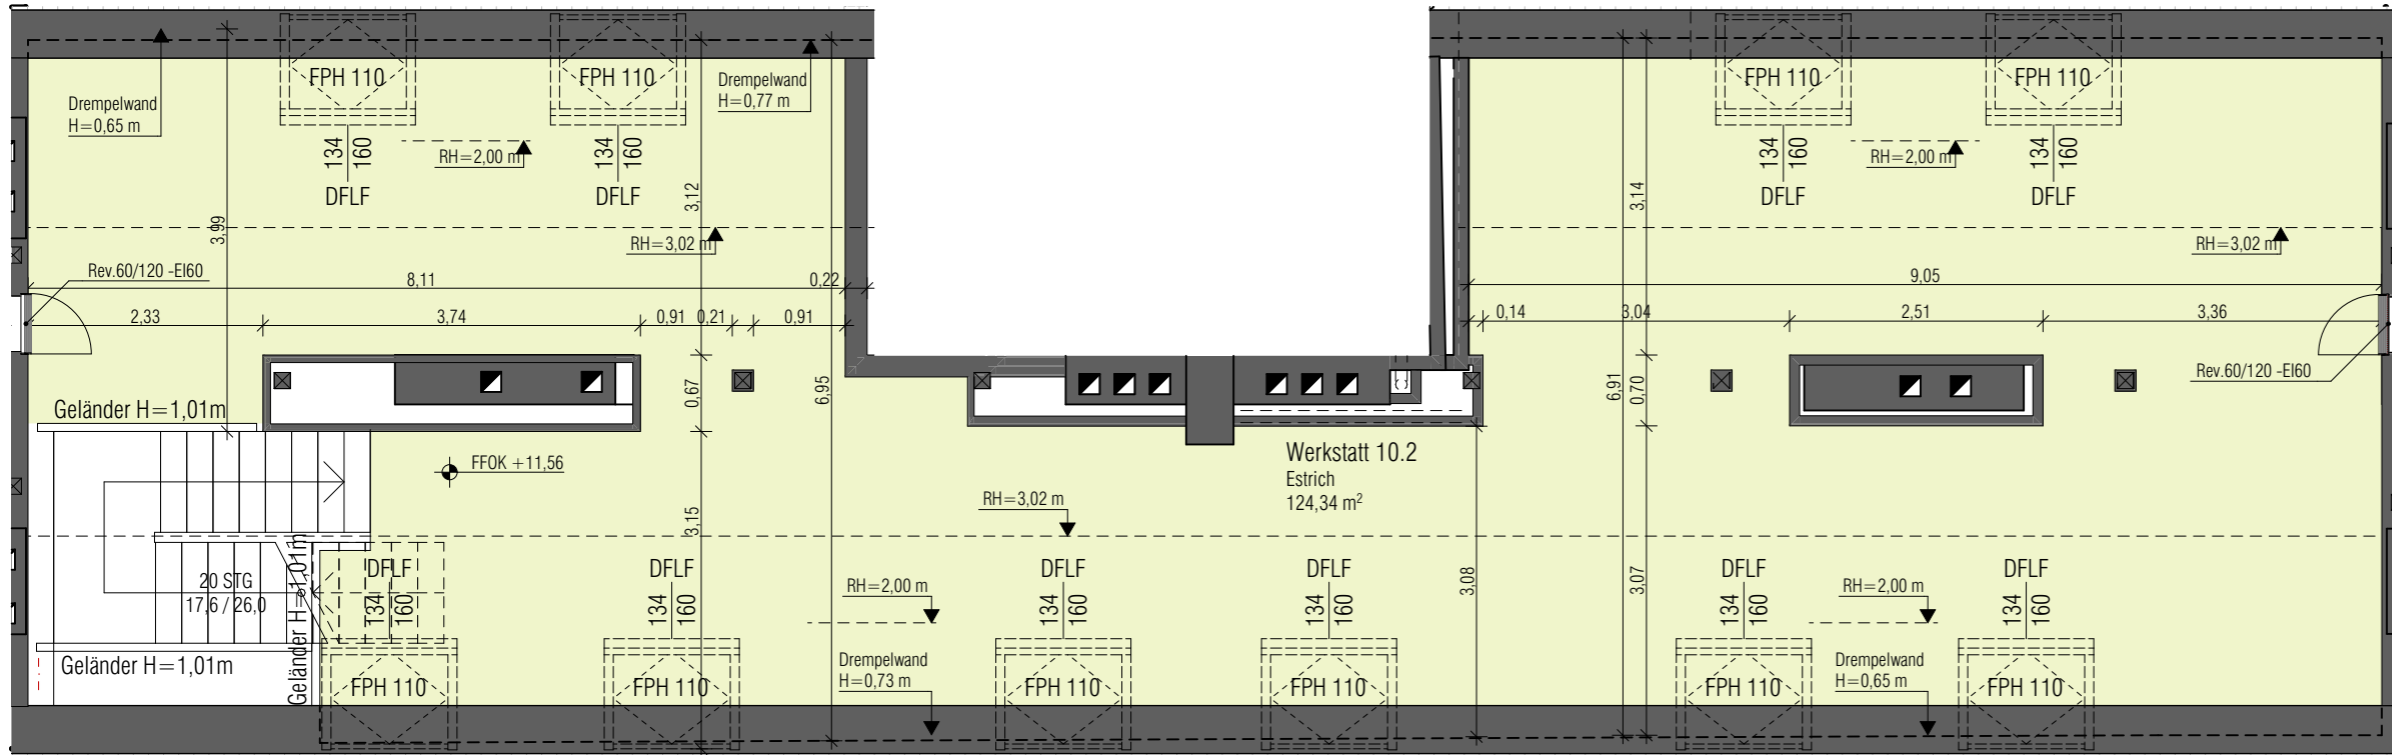 FPH 110
FPH 110
FPH 110
FPH 110
Drempelwand
H=0,65 m
Drempelwand
H=0,77 m
134
160
DFLF
134
160
DFLF
134
160
DFLF
134
160
DFLF
RH=2,00 m
RH=2,00 m
3,99
3,12
3,14
RH=3,02 m
RH=3,02 m
Rev.60/120 -EI60
8,11
0,22
9,05
2,33
3,74
0,91
0,21
0,91
0,14
3,04
2,51
3,36
0,67
6,95
6,91
0,70
Rev.60/120 -EI60
Geländer H=1,01m
FFOK +11,56
Werkstatt 10.2
Estrich
124,34 m²
RH=3,02 m
3,15
3,08
3,07
20 STG
17,6 / 26,0
Geländer H=1,01m
Geländer H=1,01m
DFLF
134
160
DFLF
134
160
DFLF
134
160
DFLF
134
160
DFLF
134
160
DFLF
134
160
RH=2,00 m
RH=2,00 m
Drempelwand
H=0,73 m
Drempelwand
H=0,65 m
FPH 110
FPH 110
FPH 110
FPH 110
FPH 110
FPH 110